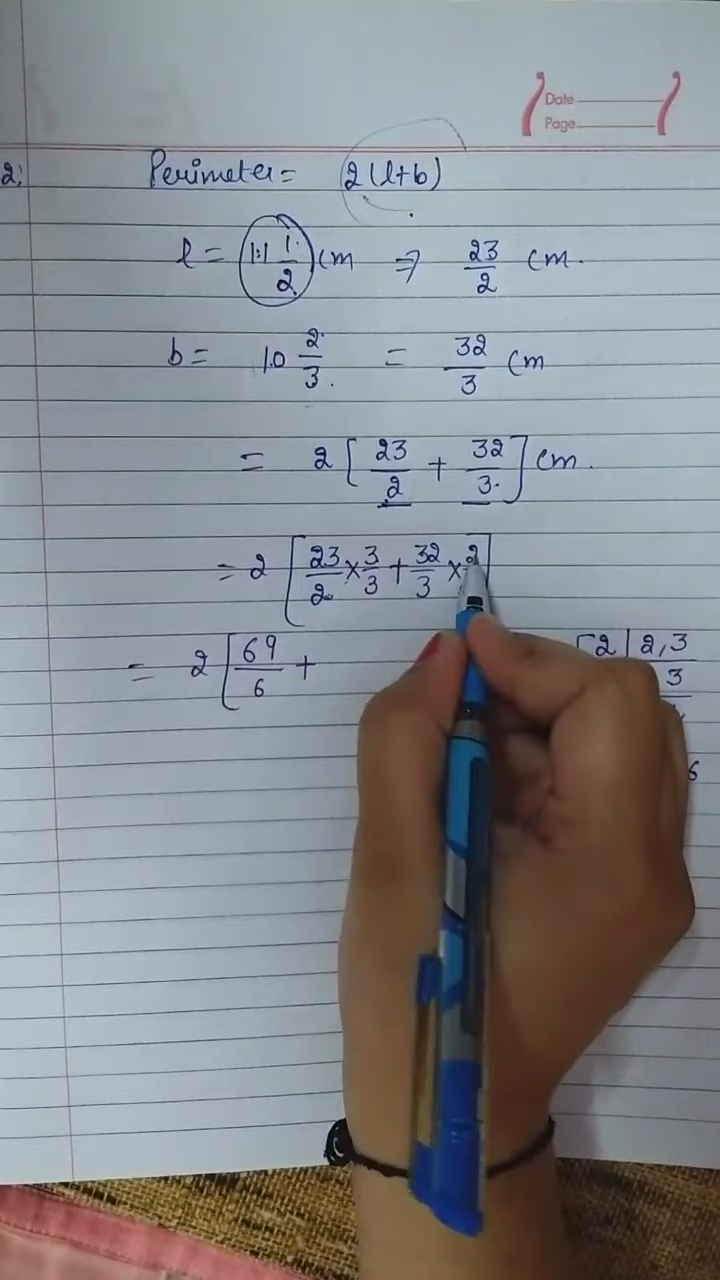 Date
Page
2. Perimeter = 2(l+b)
l = 11 1/2 cm ⇒ 23/2 cm.
b = 10 2/3 = 32/3 cm
= 2 [ 23/2 + 32/3 ] cm.
= 2 [ 23/2 × 3/3 + 32/3 × 2
= 2 [ 69/6 +
2 | 2,3
3
6